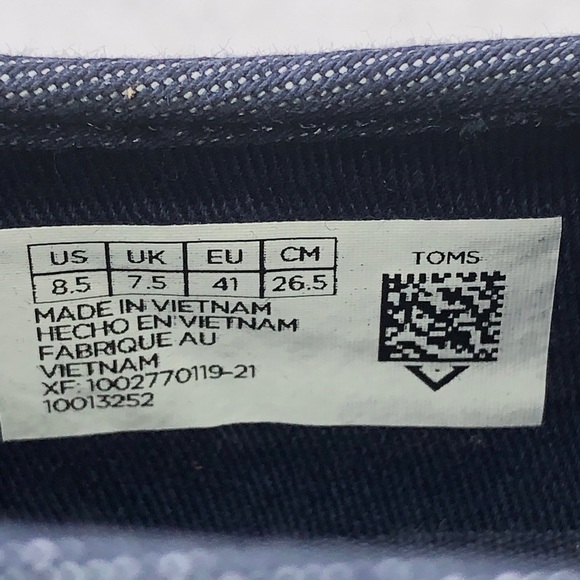 US UK EU CM
8.5 7.5 41 26.5
MADE IN VIETNAM
HECHO EN VIETNAM
FABRIQUE AU
VIETNAM
XF: 1002770119-21
10013252
TOMS